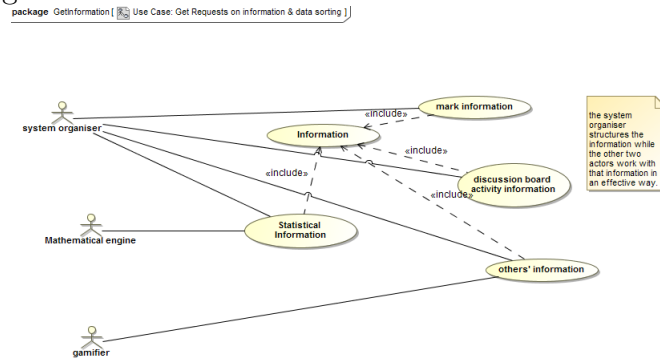 package GetInformation [ Use Case: Get Requests on information & data sorting ]
mark information
«include»
system organiser
Information
the system
organiser
structures the
information while
the other two
actors work with
that information in
an effective way.
«include»
«include»
discussion board
activity information
«include»
Statistical
Information
Mathematical engine
others' information
gamifier